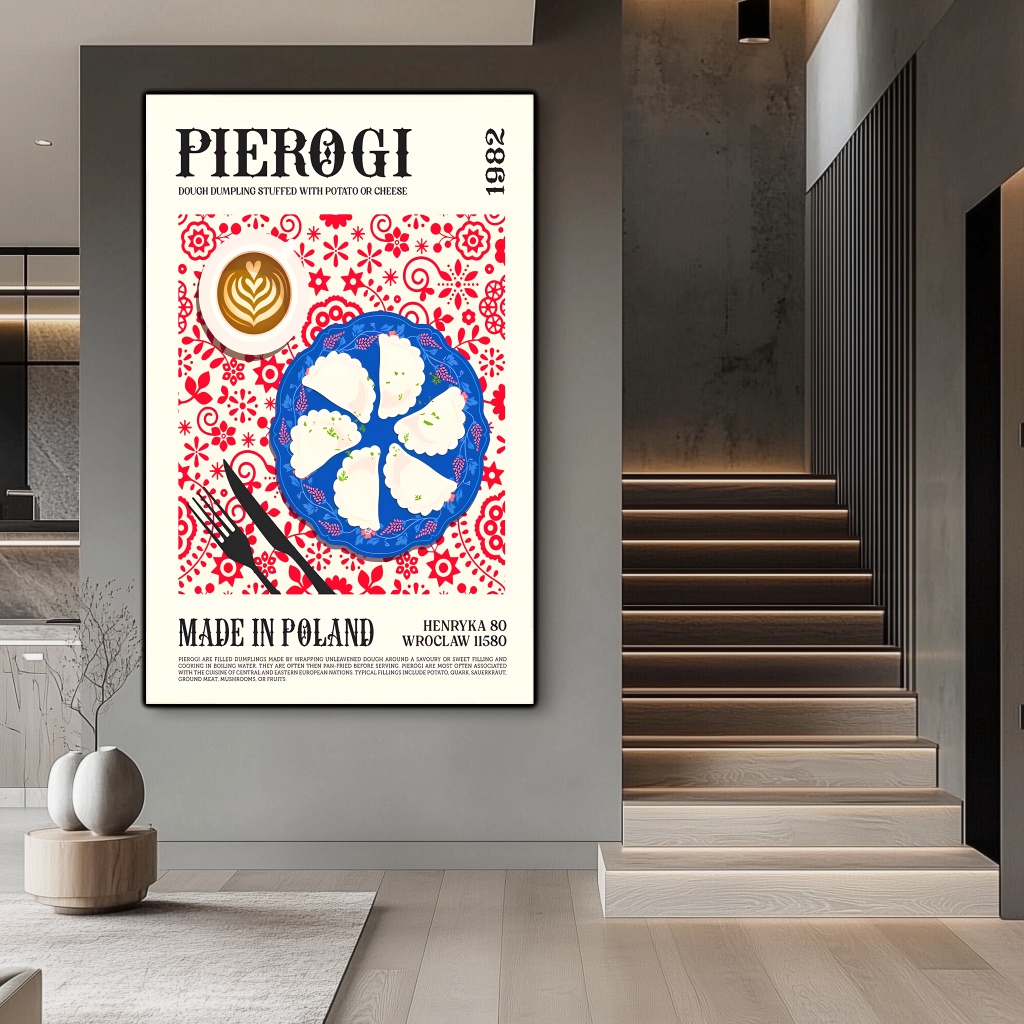 PIEROGI
1982
DOUGH DUMPLING STUFFED WITH POTATO OR CHEESE
MADE IN POLAND
HENRYKA 80
WROCLAW 11580
PIEROGI ARE FILLED DUMPLINGS MADE BY WRAPPING UNLEAVENED DOUGH AROUND A SAVOURY OR SWEET FILLING AND
COOKING IN BOILING WATER. THEY ARE OFTEN THEN PAN-FRIED BEFORE SERVING. PIEROGI ARE MOST OFTEN ASSOCIATED
WITH THE CUISINE OF CENTRAL AND EASTERN EUROPEAN NATIONS. TYPICAL FILLINGS INCLUDE POTATO, QUARK, SAUERKRAUT,
GROUND MEAT, MUSHROOMS, OR FRUITS